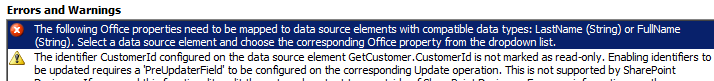 Errors and Warnings
The following Office properties need to be mapped to data source elements with compatible data types: LastName (String) or FullName
(String). Select a data source element and choose the corresponding Office property from the dropdown list.
The identifier CustomerId configured on the data source element GetCustomer.CustomerId is not marked as read-only. Enabling identifiers to
be updated requires a 'PreUpdaterField' to be configured on the corresponding Update operation. This is not supported by SharePoint